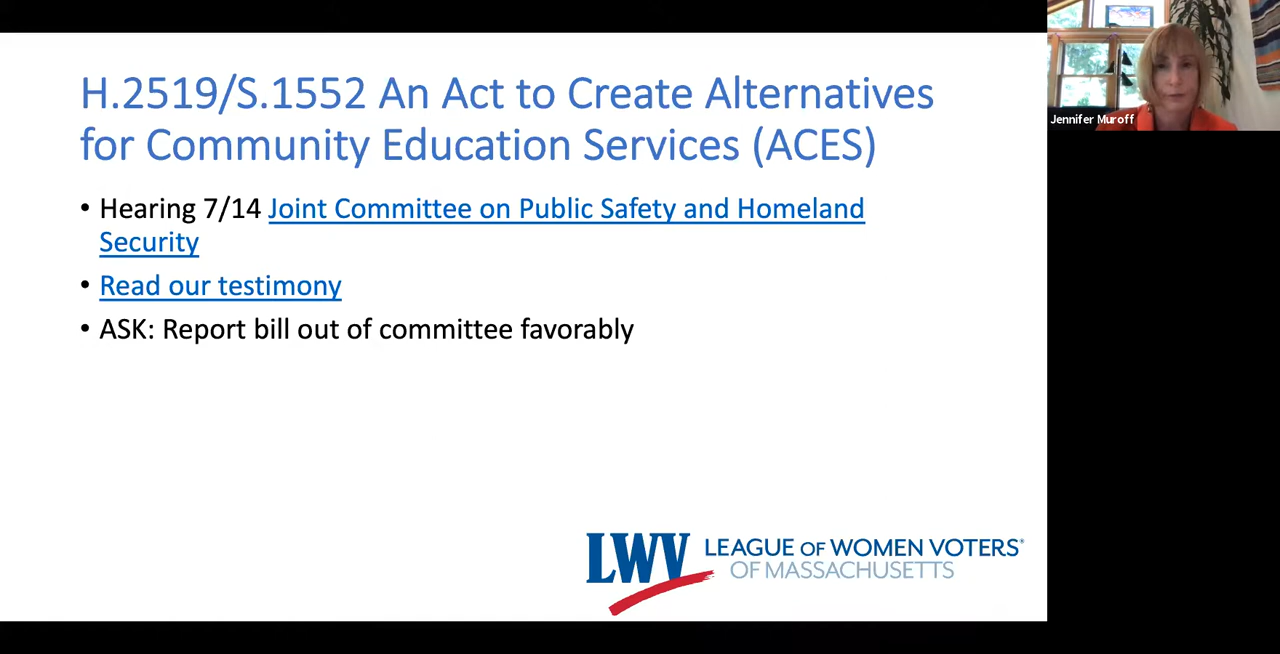 H.2519/S.1552 An Act to Create Alternatives
for Community Education Services (ACES)
• Hearing 7/14 Joint Committee on Public Safety and Homeland
Security
• Read our testimony
• ASK: Report bill out of committee favorably
LWV LEAGUE OF WOMEN VOTERS®
OF MASSACHUSETTS
Jennifer Muroff